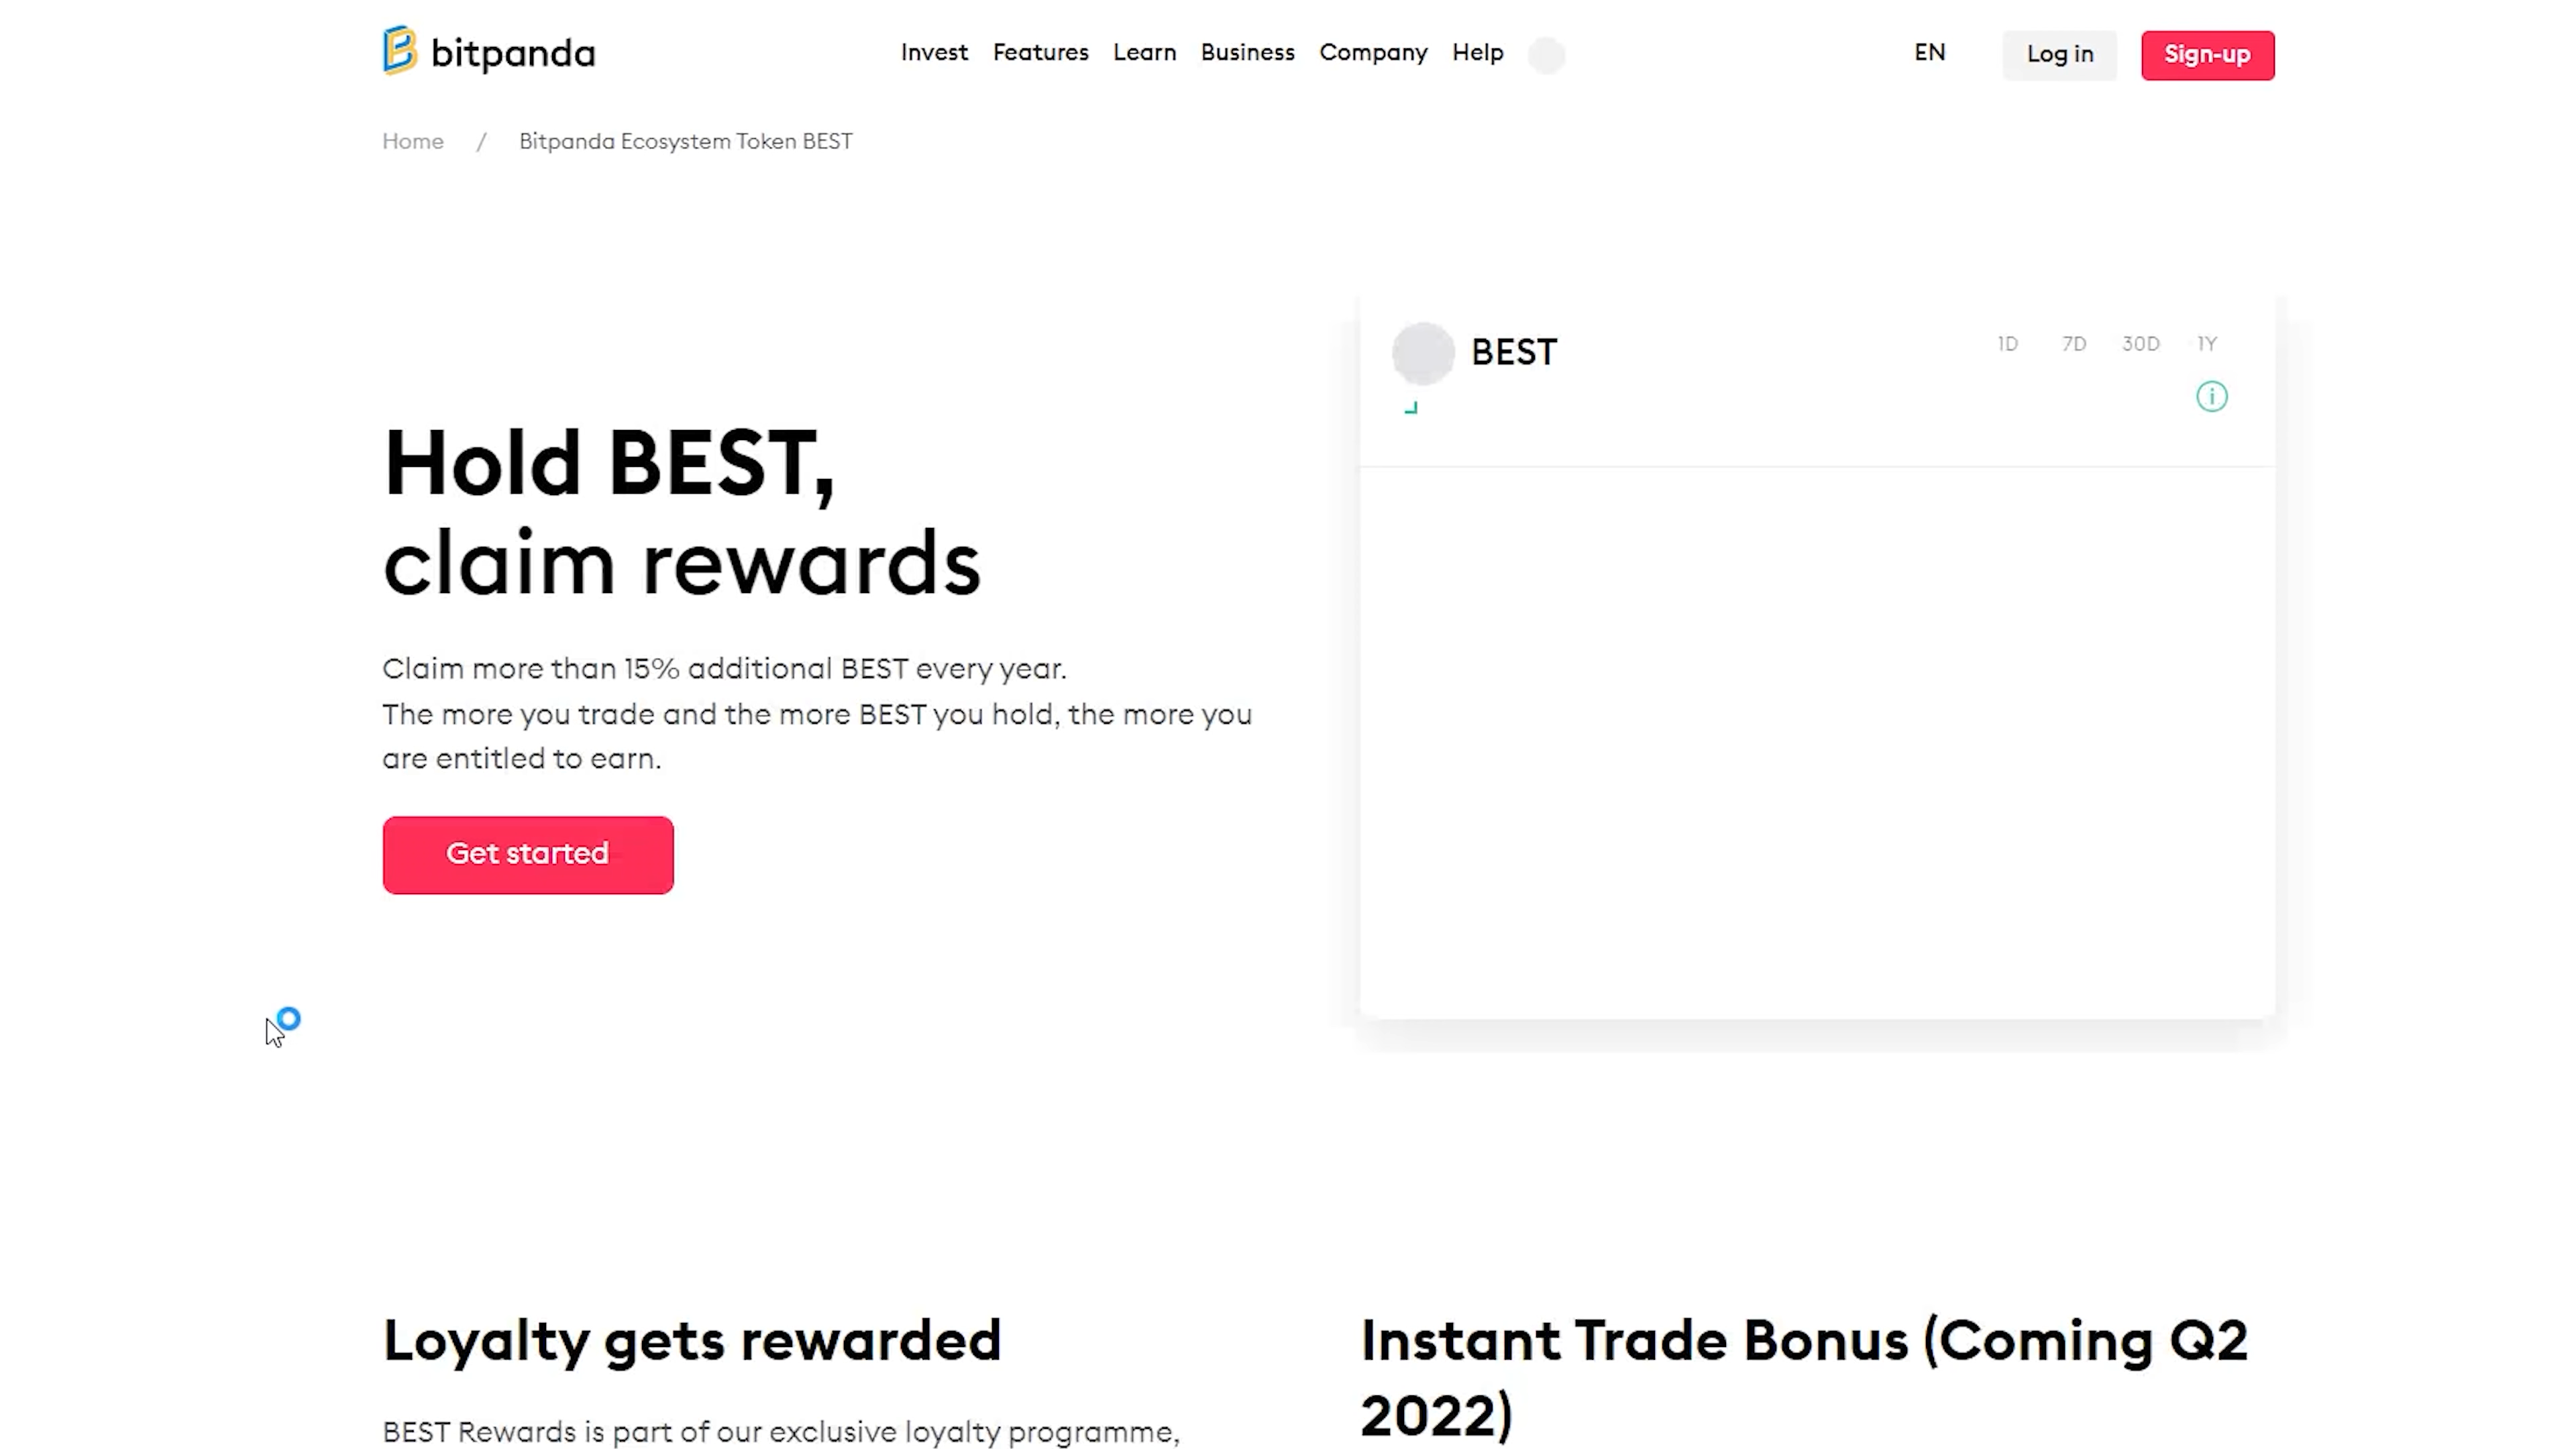 bitpanda
Invest Features Learn Business Company Help
EN
Log in
Sign-up
Home / Bitpanda Ecosystem Token BEST
BEST
1D 7D 30D 1Y
Hold BEST,
claim rewards
Claim more than 15% additional BEST every year.
The more you trade and the more BEST you hold, the more you
are entitled to earn.
Get started
Loyalty gets rewarded
BEST Rewards is part of our exclusive loyalty programme,
Instant Trade Bonus (Coming Q2
2022)